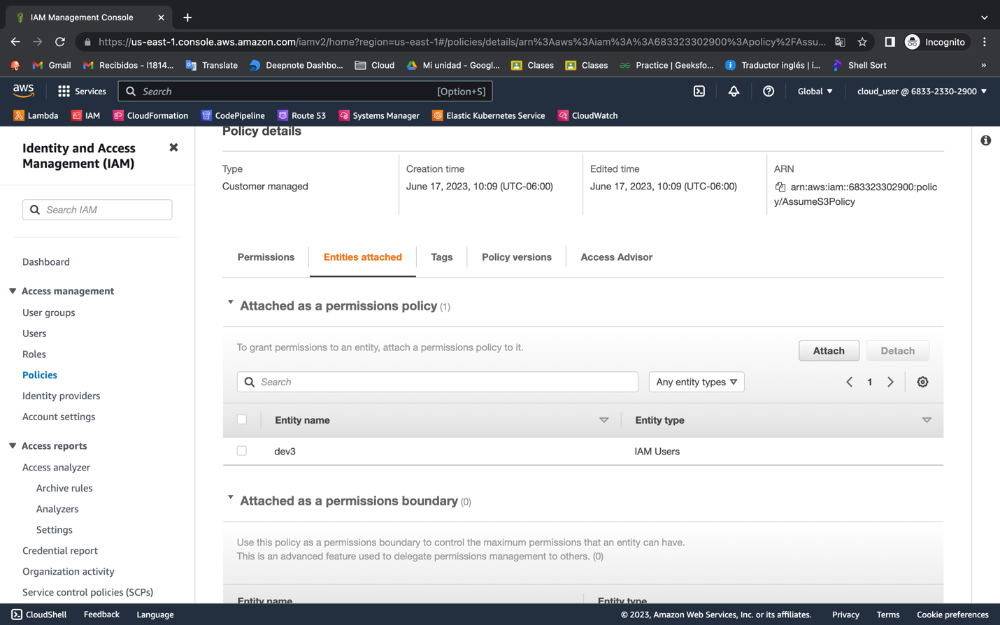 IAM Management Console
https://us-east-1.console.aws.amazon.com/iamv2/home?region=us-east-1#/policies/details/arn%3Aaws%3Aiam%3A%3A683323302900%3Apolicy%2FAssu...
Incognito
Gmail
Recibidos - l1814...
Translate
Deepnote Dashbo...
Cloud
Mi unidad - Googl...
Clases
Clases
Practice | Geeksfo...
Traductor inglés | i...
Shell Sort
»
aws
Services
Search
[Option+S]
Global
cloud_user @ 6833-2330-2900
Lambda
IAM
CloudFormation
CodePipeline
Route 53
Systems Manager
Elastic Kubernetes Service
CloudWatch
Identity and Access
Management (IAM)
Search IAM
Dashboard
Access management
User groups
Users
Roles
Policies
Identity providers
Account settings
Access reports
Access analyzer
Archive rules
Analyzers
Settings
Credential report
Organization activity
Service control policies (SCPs)
Policy details
Type
Customer managed
Creation time
June 17, 2023, 10:09 (UTC-06:00)
Edited time
June 17, 2023, 10:09 (UTC-06:00)
ARN
arn:aws:iam::683323302900:polic
y/AssumeS3Policy
Permissions
Entities attached
Tags
Policy versions
Access Advisor
Attached as a permissions policy (1)
To grant permissions to an entity, attach a permissions policy to it.
Attach
Detach
Search
Any entity types
1
Entity name
Entity type
dev3
IAM Users
Attached as a permissions boundary (0)
Use this policy as a permissions boundary to control the maximum permissions that an entity can have.
This is an advanced feature used to delegate permissions management to others. (0)
Entity name
Entity type
CloudShell
Feedback
Language
© 2023, Amazon Web Services, Inc. or its affiliates.
Privacy
Terms
Cookie preferences